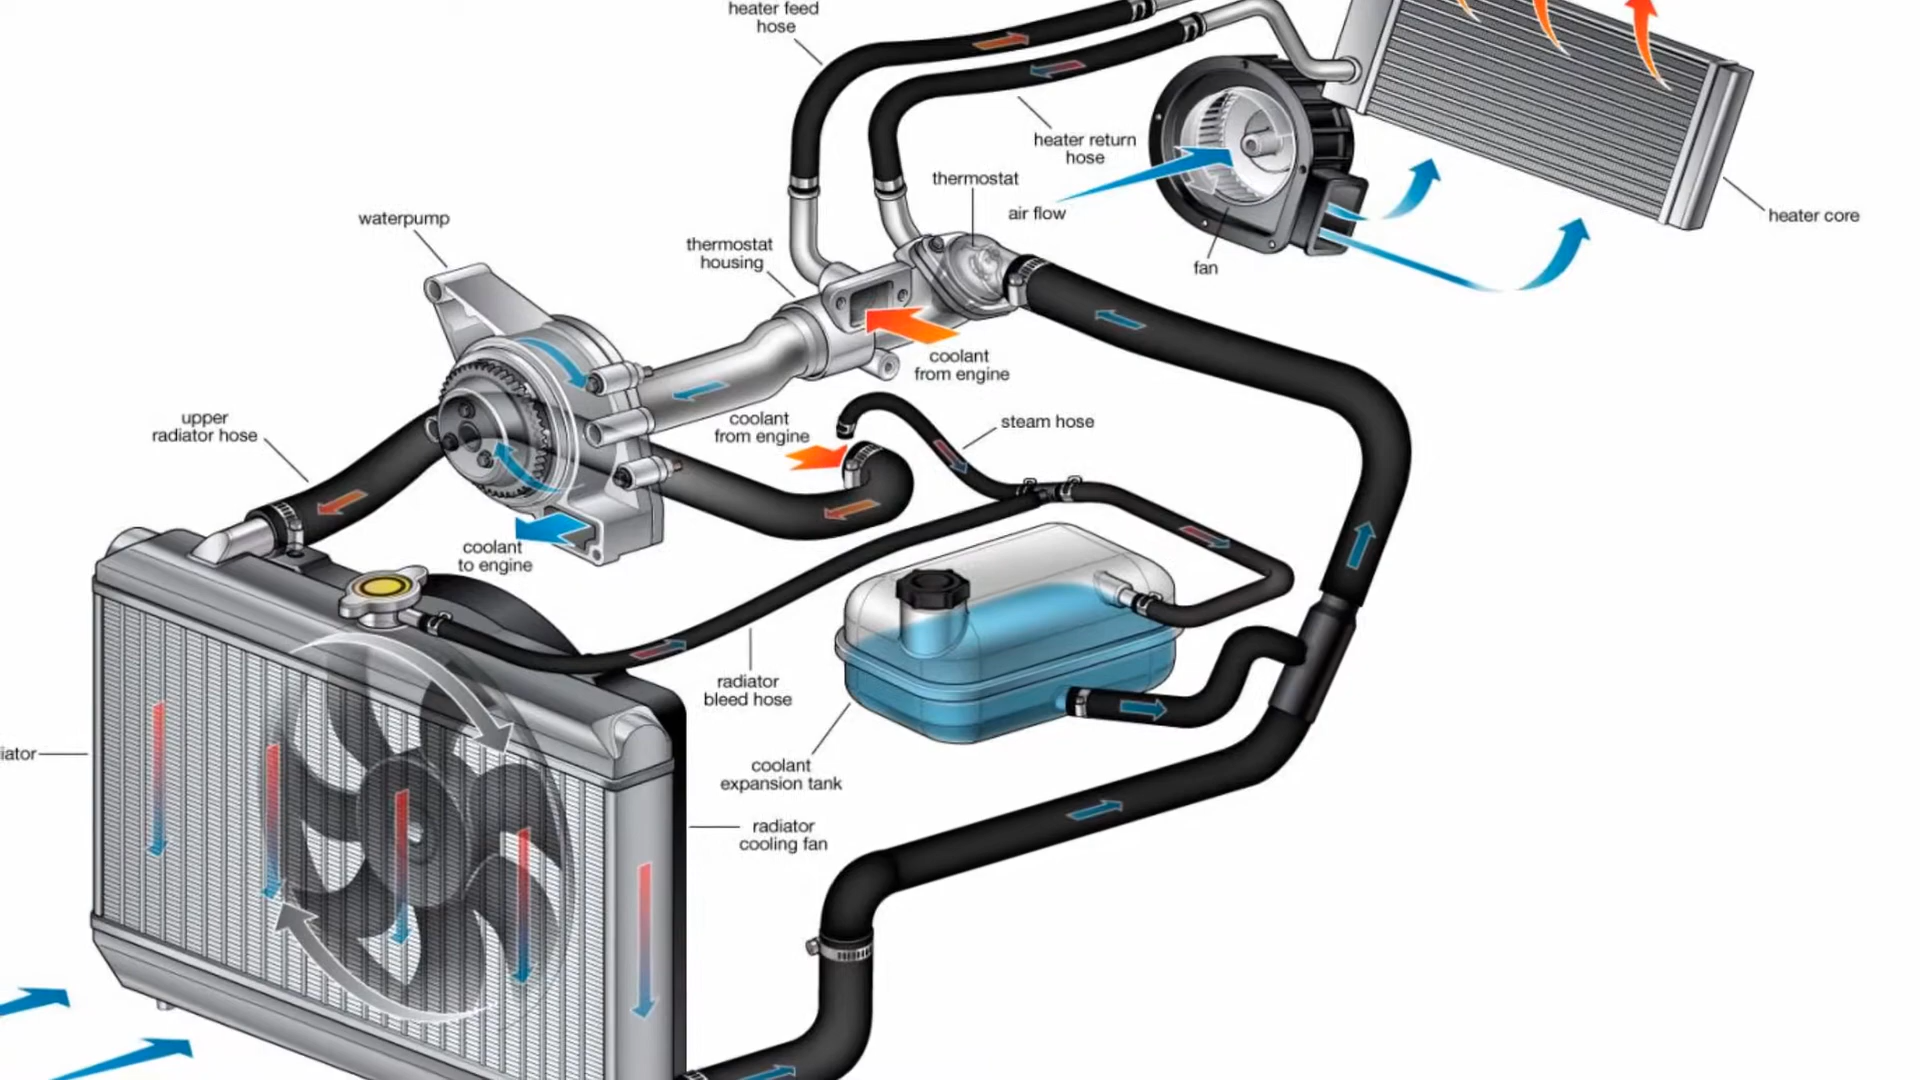 heater feed
hose
heater return
hose
thermostat
air flow
heater core
waterpump
thermostat
housing
fan
coolant
from engine
upper
radiator hose
coolant
from engine
steam hose
coolant
to engine
radiator
bleed hose
iator
coolant
expansion tank
radiator
cooling fan